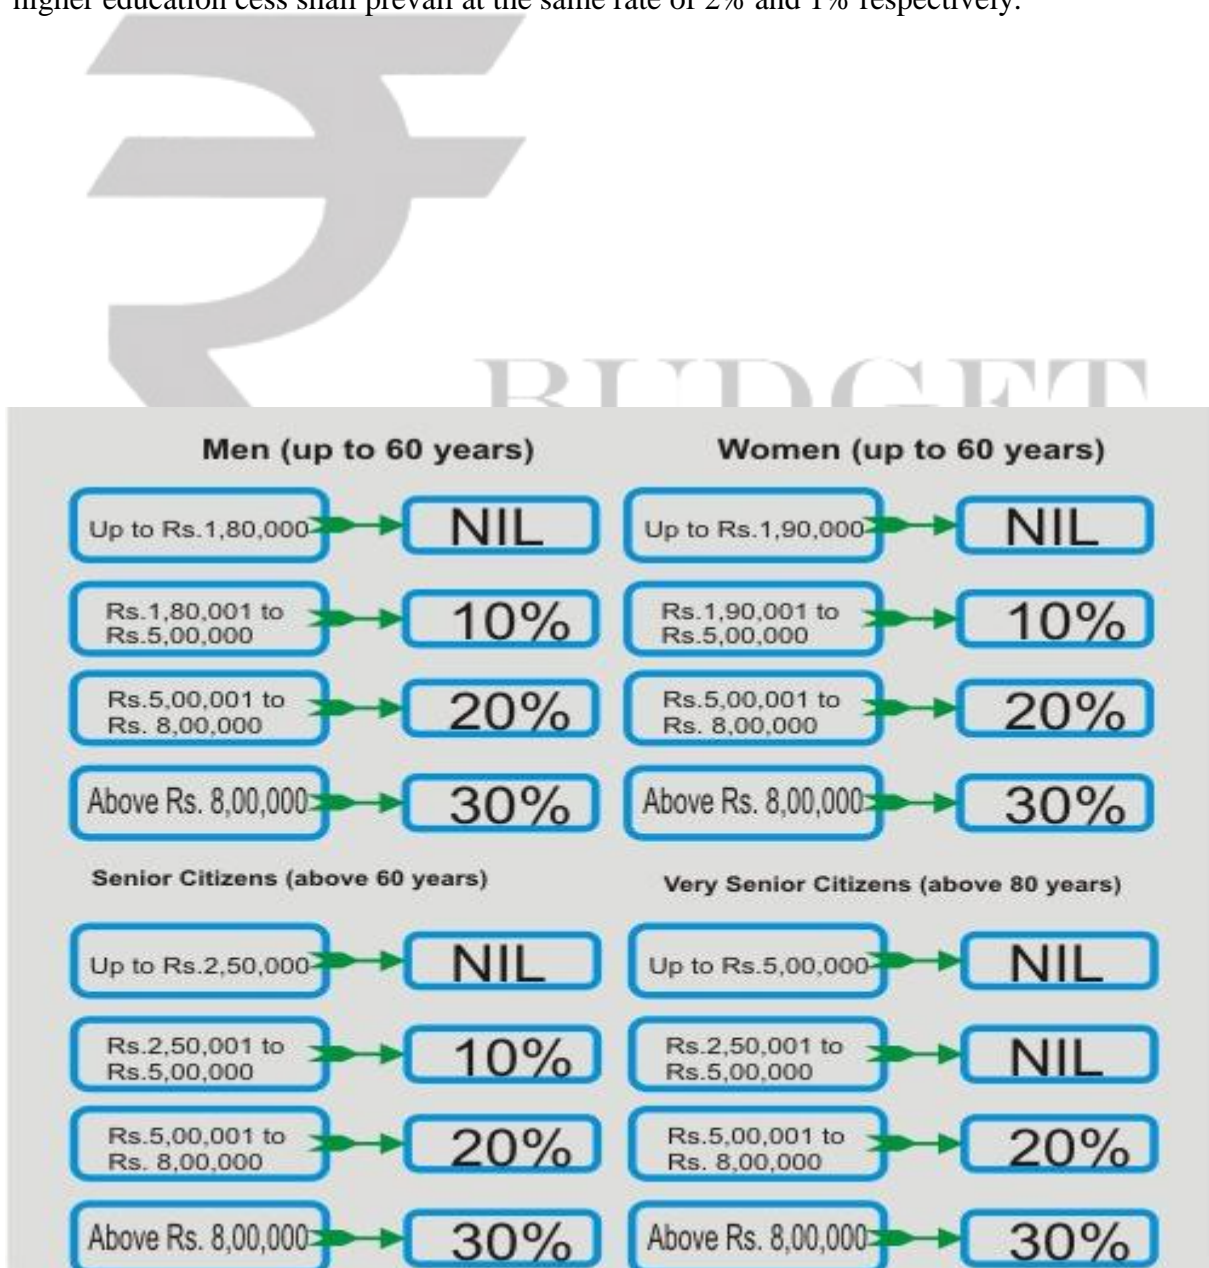 higher education cess shall prevail at the same rate of 2% and 1% respectively.
BUDGET
Men (up to 60 years)
Up to Rs.1,80,000
NIL
Rs.1,80,001 to
Rs.5,00,000
10%
Rs.5,00,001 to
Rs. 8,00,000
20%
Above Rs. 8,00,000
30%
Women (up to 60 years)
Up to Rs.1,90,000
NIL
Rs.1,90,001 to
Rs.5,00,000
10%
Rs.5,00,001 to
Rs. 8,00,000
20%
Above Rs. 8,00,000
30%
Senior Citizens (above 60 years)
Up to Rs.2,50,000
NIL
Rs.2,50,001 to
Rs.5,00,000
10%
Rs.5,00,001 to
Rs. 8,00,000
20%
Above Rs. 8,00,000
30%
Very Senior Citizens (above 80 years)
Up to Rs.5,00,000
NIL
Rs.2,50,001 to
Rs.5,00,000
NIL
Rs.5,00,001 to
Rs. 8,00,000
20%
Above Rs. 8,00,000
30%